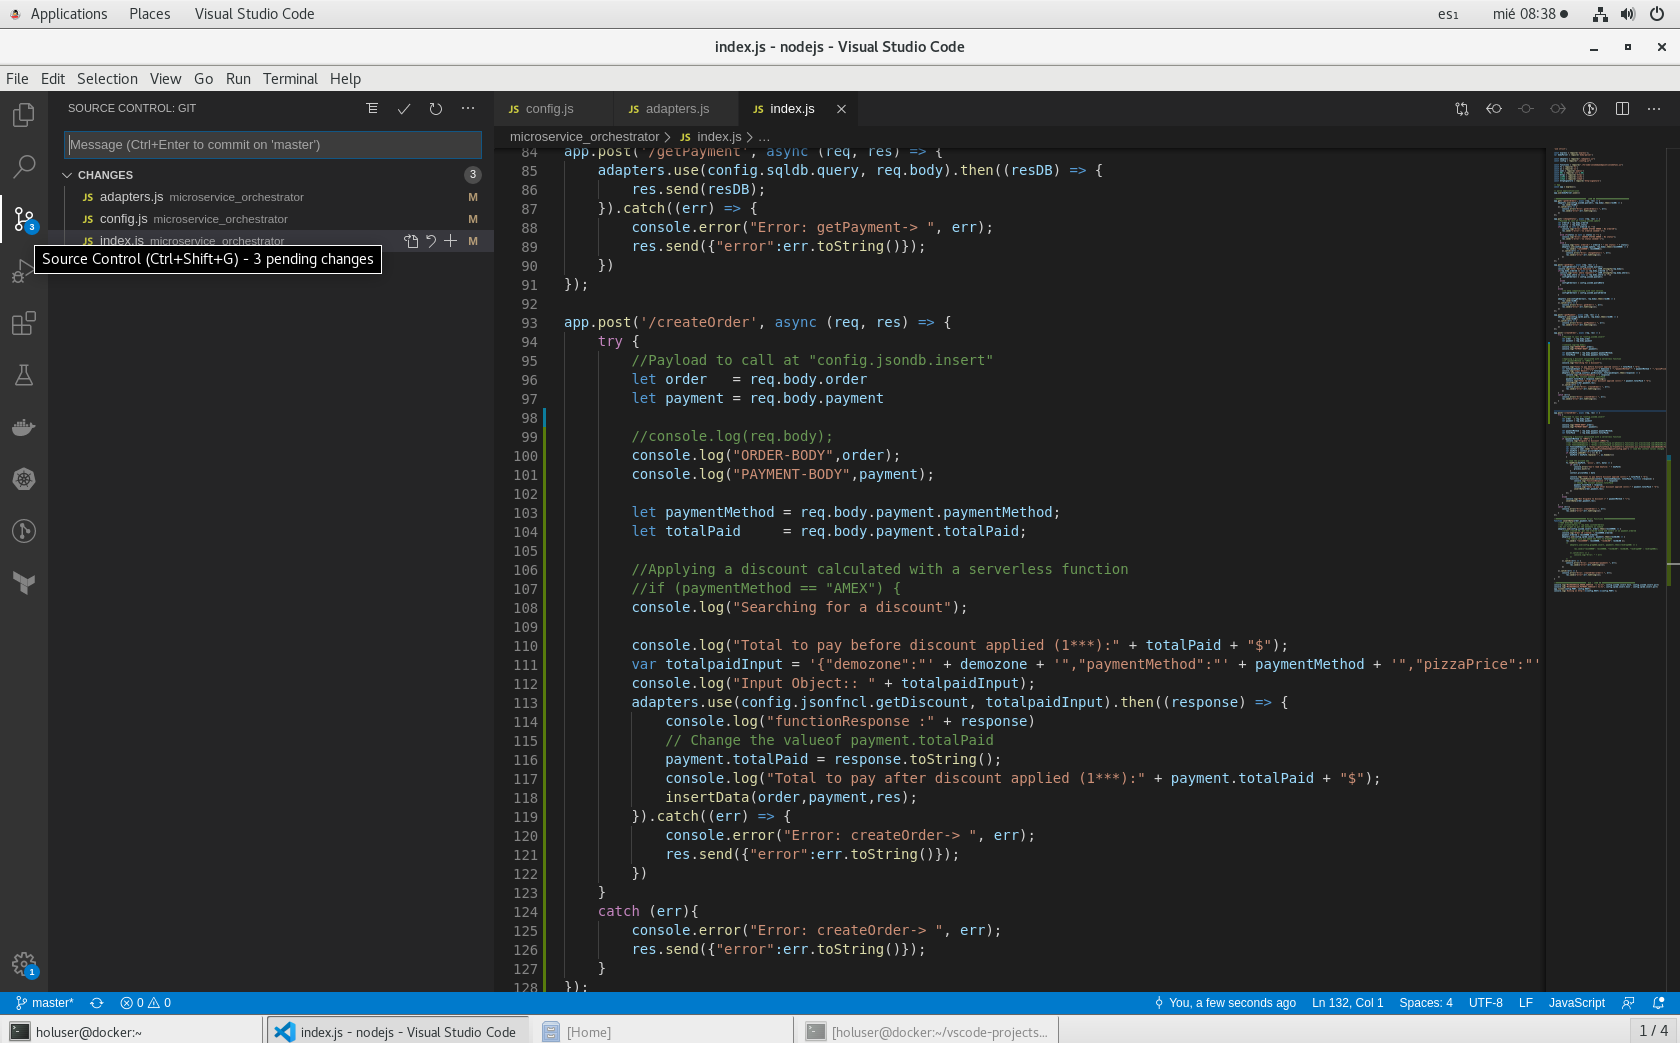 Applications Places Visual Studio Code es1 mié 08:38
index.js - nodejs - Visual Studio Code
File Edit Selection View Go Run Terminal Help
SOURCE CONTROL: GIT
Message (Ctrl+Enter to commit on 'master')
CHANGES 3
JS adapters.js microservice_orchestrator M
JS config.js microservice_orchestrator M
JS index.js microservice_orchestrator M
3
Source Control (Ctrl+Shift+G) - 3 pending changes
1
JS config.js JS adapters.js JS index.js
microservice_orchestrator > JS index.js > ...
84 app.post('/getPayment', async (req, res) => {
85 adapters.use(config.sqldb.query, req.body).then((resDB) => {
86 res.send(resDB);
87 }).catch((err) => {
88 console.error("Error: getPayment-> ", err);
89 res.send({"error":err.toString()});
90 })
91 });
92
93 app.post('/createOrder', async (req, res) => {
94 try {
95 //Payload to call at "config.jsondb.insert"
96 let order   = req.body.order
97 let payment = req.body.payment
98
99 //console.log(req.body);
100 console.log("ORDER-BODY",order);
101 console.log("PAYMENT-BODY",payment);
102
103 let paymentMethod = req.body.payment.paymentMethod;
104 let totalPaid     = req.body.payment.totalPaid;
105
106 //Applying a discount calculated with a serverless function
107 //if (paymentMethod == "AMEX") {
108 console.log("Searching for a discount");
109
110 console.log("Total to pay before discount applied (1***):" + totalPaid + "$");
111 var totalpaidInput = '{"demozone":"' + demozone + '","paymentMethod":"' + paymentMethod + '","pizzaPrice":"'
112 console.log("Input Object:: " + totalpaidInput);
113 adapters.use(config.jsonfncl.getDiscount, totalpaidInput).then((response) => {
114 console.log("functionResponse :" + response)
115 // Change the valueof payment.totalPaid
116 payment.totalPaid = response.toString();
117 console.log("Total to pay after discount applied (1***):" + payment.totalPaid + "$");
118 insertData(order,payment,res);
119 }).catch((err) => {
120 console.error("Error: createOrder-> ", err);
121 res.send({"error":err.toString()});
122 })
123 }
124 catch (err){
125 console.error("Error: createOrder-> ", err);
126 res.send({"error":err.toString()});
127 }
128 });
master* 0 0 You, a few seconds ago Ln 132, Col 1 Spaces: 4 UTF-8 LF JavaScript
holuser@docker:~ index.js - nodejs - Visual Studio Code [Home] [holuser@docker:~/vscode-projects... 1 / 4